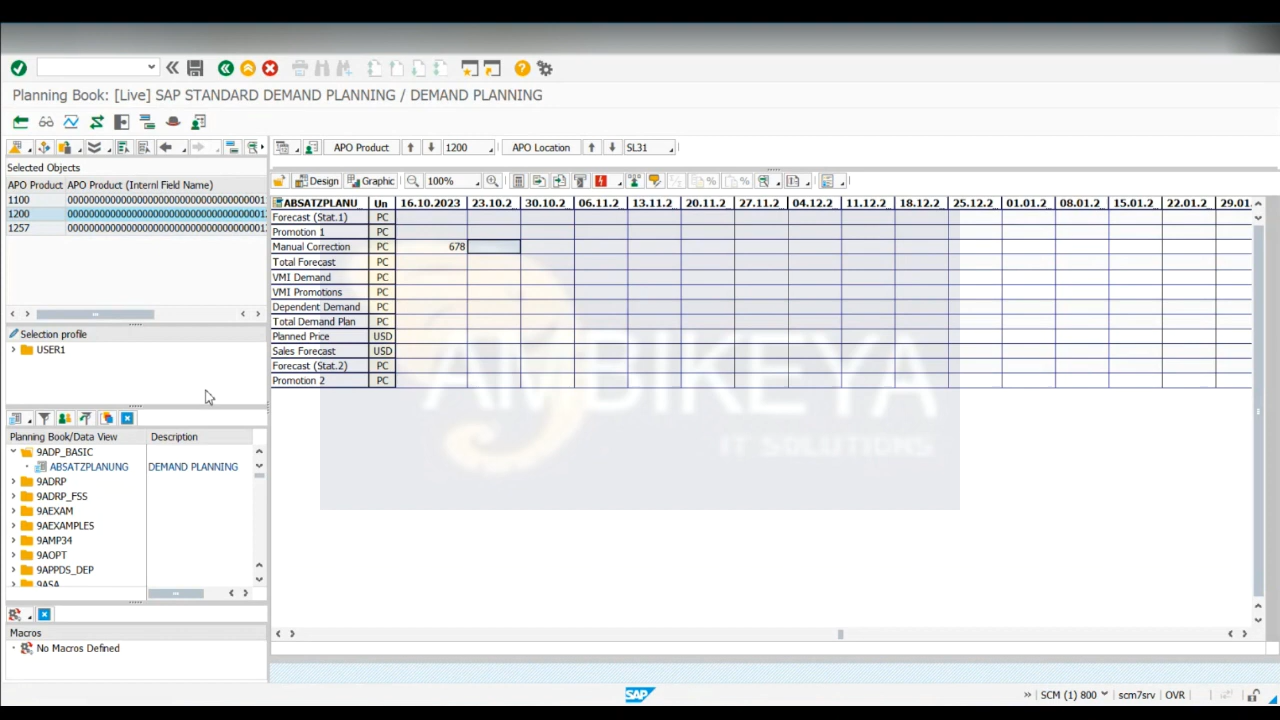 Planning Book: [Live] SAP STANDARD DEMAND PLANNING / DEMAND PLANNING
APO Product 1200 APO Location SL31
Selected Objects
APO Product APO Product (Internl Field Name)
1100
1200
1257
Design Graphic 100%
ABSATZPLANU Un 16.10.2023 23.10.2 30.10.2 06.11.2 13.11.2 20.11.2 27.11.2 04.12.2 11.12.2 18.12.2 25.12.2 01.01.2 08.01.2 15.01.2 22.01.2 29.01.
Forecast (Stat.1) PC
Promotion 1 PC
Manual Correction PC 678
Total Forecast PC
VMI Demand PC
VMI Promotions PC
Dependent Demand PC
Total Demand Plan PC
Planned Price USD
Sales Forecast USD
Forecast (Stat.2) PC
Promotion 2 PC
Selection profile
USER1
Planning Book/Data View Description
9ADP_BASIC
ABSATZPLANUNG DEMAND PLANNING
9ADRP
9ADRP_FSS
9AEXAM
9AEXAMPLES
9AMP34
9AOPT
9APPDS_DEP
9ASA
Macros
No Macros Defined
AMBIKEYA
IT SOLUTIONS
SAP
SCM (1) 800 scm7srv OVR